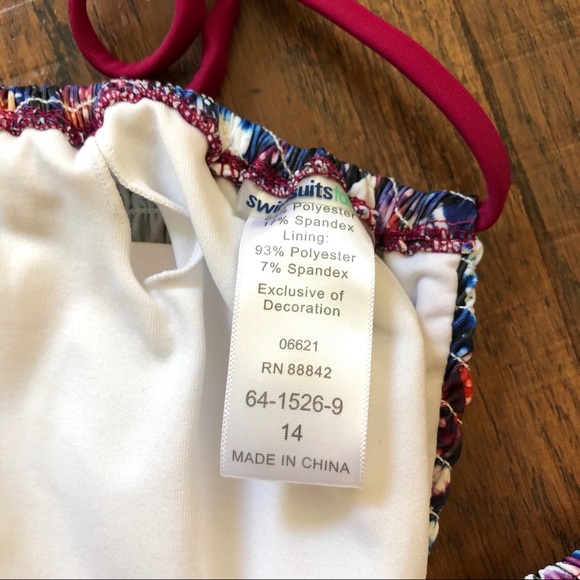 Polyester
17% Spandex
Lining:
93% Polyester
7% Spandex
Exclusive of
Decoration
06621
RN 88842
64-1526-9
14
MADE IN CHINA